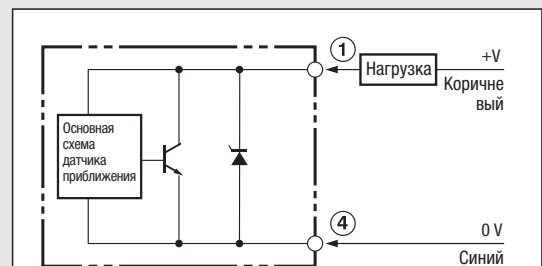 1
Нагрузка
+V
Коричне
вый
Основная
схема
датчика
приближения
4
0 V
Синий